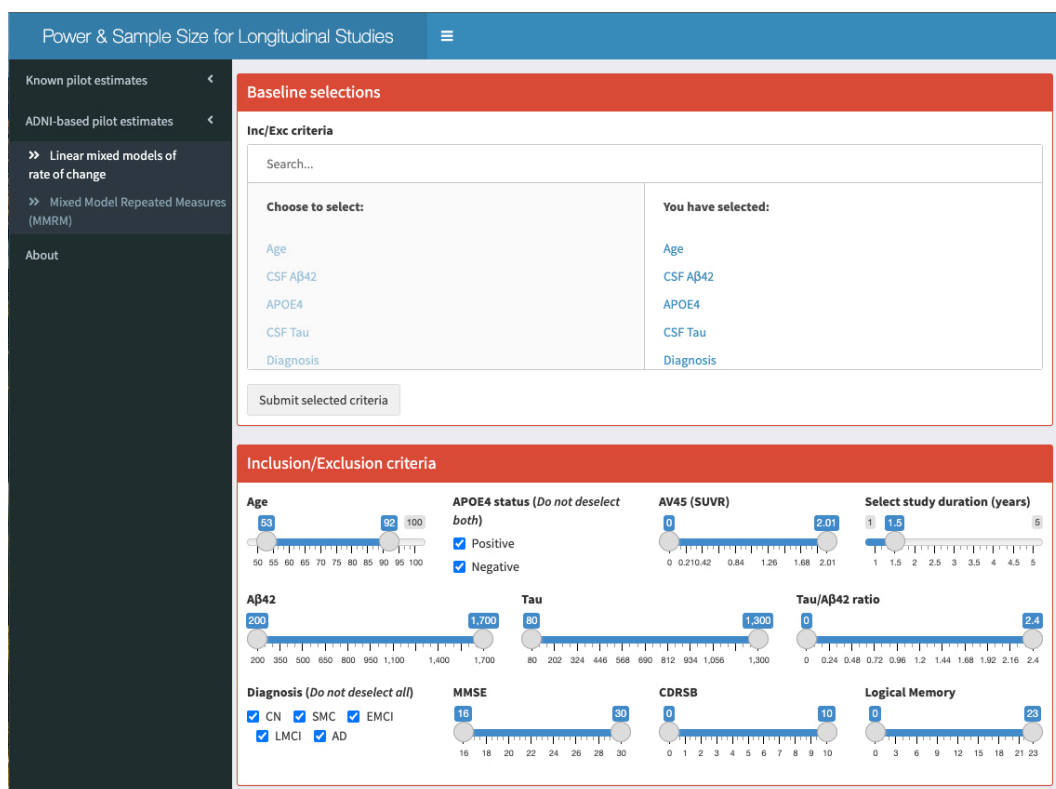 Power & Sample Size for Longitudinal Studies
Known pilot estimates
ADNI-based pilot estimates
Linear mixed models of
rate of change
Mixed Model Repeated Measures
(MMRM)
About
Baseline selections
Inc/Exc criteria
Search...
Choose to select:
Age
CSF Aβ42
APOE4
CSF Tau
Diagnosis
You have selected:
Age
CSF Aβ42
APOE4
CSF Tau
Diagnosis
Submit selected criteria
Inclusion/Exclusion criteria
Age
53 92 100
50 55 60 65 70 75 80 85 90 95 100
APOE4 status (Do not deselect
both)
Positive
Negative
AV45 (SUVR)
0 2.01
0 0.21 0.42 0.84 1.26 1.68 2.01
Select study duration (years)
1 1.5 5
1 1.5 2 2.5 3 3.5 4 4.5 5
Aβ42
200 1,700
200 350 500 650 800 950 1,100 1,400 1,700
Tau
80 1,300
80 202 324 446 568 690 812 934 1,056 1,300
Tau/Aβ42 ratio
0 2.4
0 0.24 0.48 0.72 0.96 1.2 1.44 1.68 1.92 2.16 2.4
Diagnosis (Do not deselect all)
CN SMC EMCI
LMCI AD
MMSE
16 30
16 18 20 22 24 26 28 30
CDRSB
0 10
0 1 2 3 4 5 6 7 8 9 10
Logical Memory
0 23
0 3 6 9 12 15 18 21 23